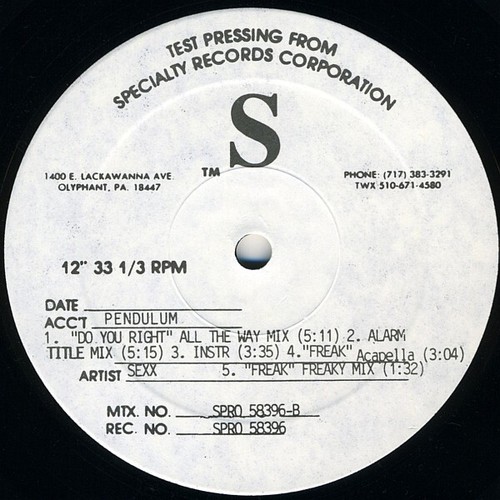 TEST PRESSING FROM
SPECIALTY RECORDS CORPORATION
S
TM
1400 E. LACKAWANNA AVE.
OLYPHANT, PA. 18447
PHONE: (717) 383-3291
TWX 510-671-4580
12" 33 1/3 RPM
DATE
ACC'T PENDULUM
1. "DO YOU RIGHT" ALL THE WAY MIX (5:11) 2. ALARM
TITLE MIX (5:15) 3. INSTR (3:35) 4."FREAK" Acapella (3:04)
ARTIST SEXX 5. "FREAK" FREAKY MIX (1:32)
MTX. NO. SPRO 58396-B
REC. NO. SPRO 58396